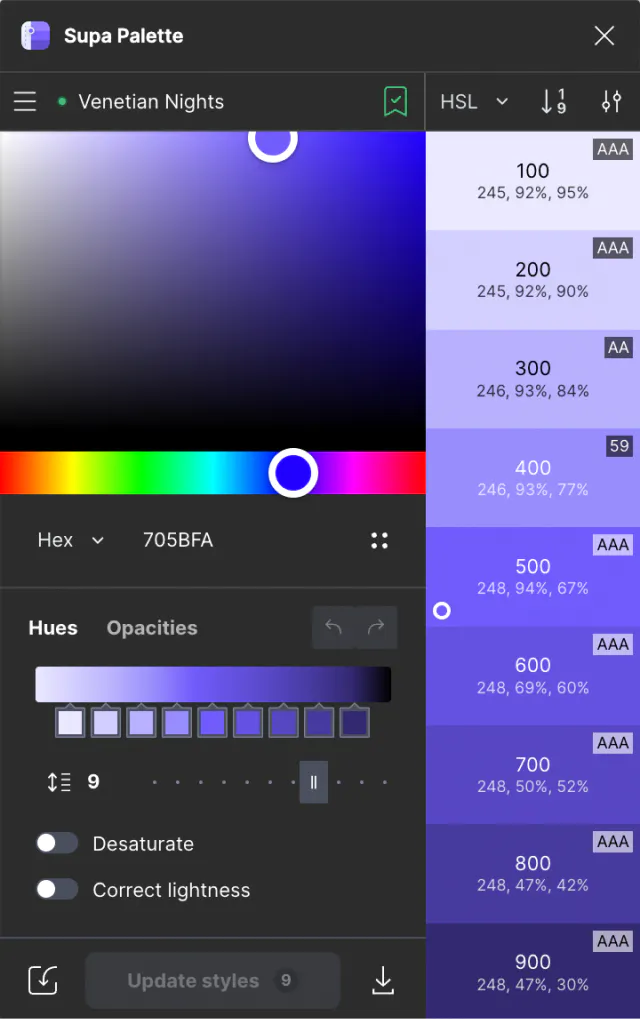 Supa Palette
Venetian Nights
HSL
1
9
AAA
100
245, 92%, 95%
AAA
200
245, 92%, 90%
AA
300
246, 93%, 84%
59
400
246, 93%, 77%
AAA
500
248, 94%, 67%
AAA
600
248, 69%, 60%
AAA
700
248, 50%, 52%
AAA
800
248, 47%, 42%
AAA
900
248, 47%, 30%
Hex 705BFA
Hues Opacities
9
Desaturate
Correct lightness
Update styles 9